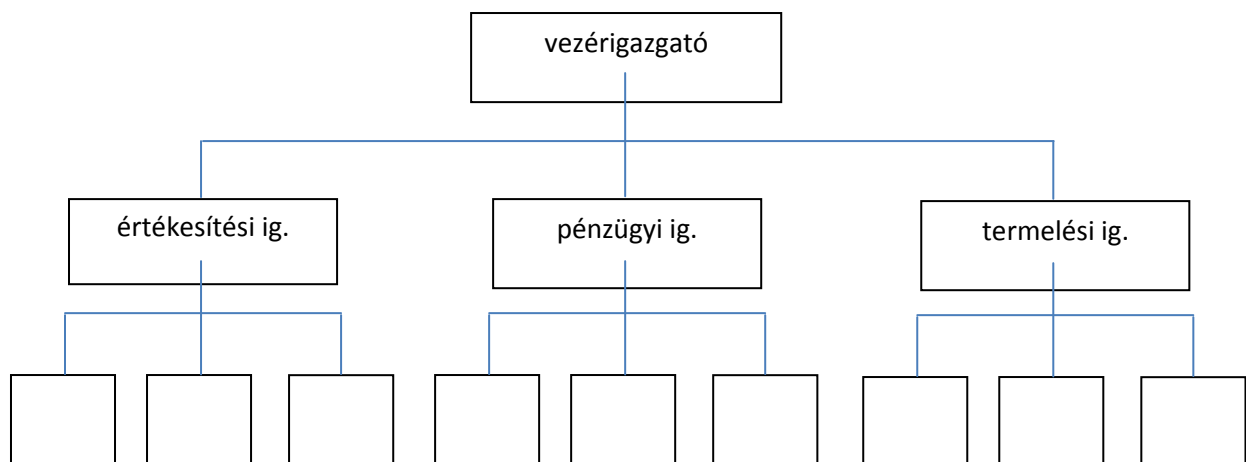 vezérigazgató
értékesítési ig.
pénzügyi ig.
termelési ig.